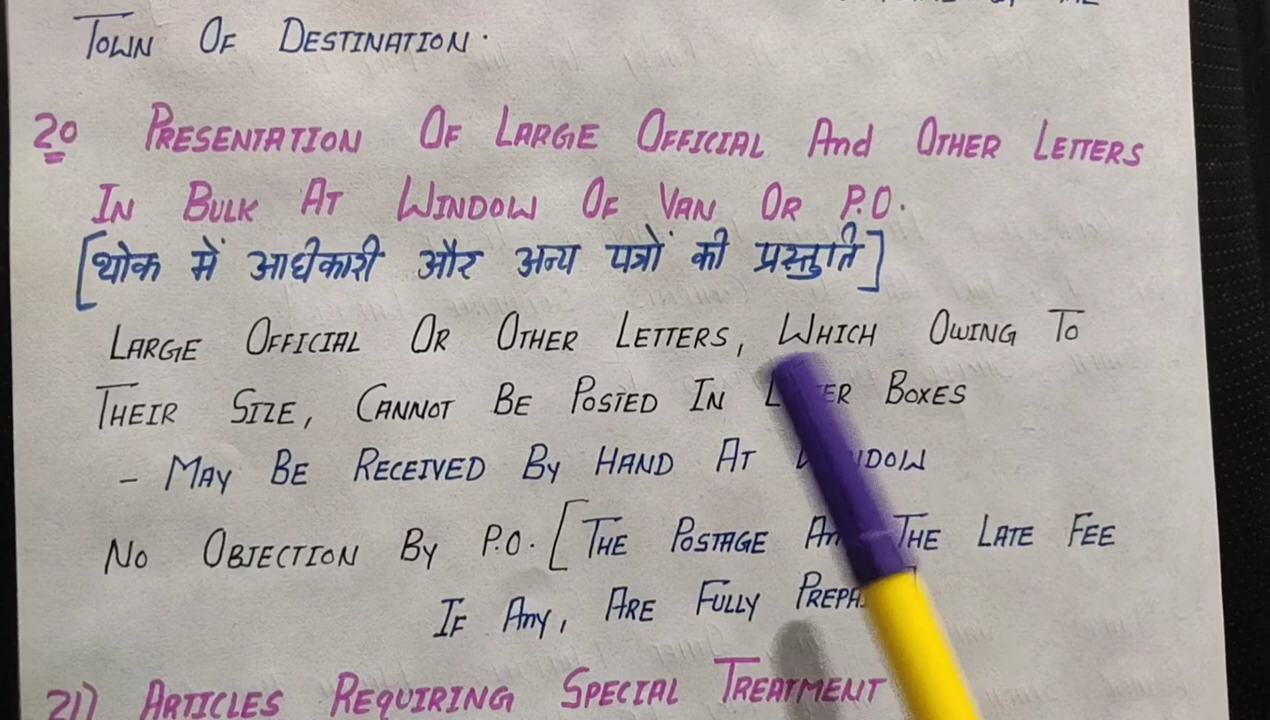 TOWN OF DESTINATION.
20 PRESENTATION OF LARGE OFFICIAL And OTHER LETTERS
IN BULK AT WINDOW OF VAN OR P.O.
[थोक में आधीकारी और अन्य पत्रों की प्रस्तुति]
LARGE OFFICIAL OR OTHER LETTERS, WHICH OWING TO
THEIR SIZE, CANNOT BE POSTED IN BOXES
- MAY BE RECEIVED By HAND AT
No OBJECTION By P.O. [THE POSTAGE THE LATE FEE
IF Any, ARE FULLY
21) ARTICLES REQUIRING SPECIAL TREATMENT